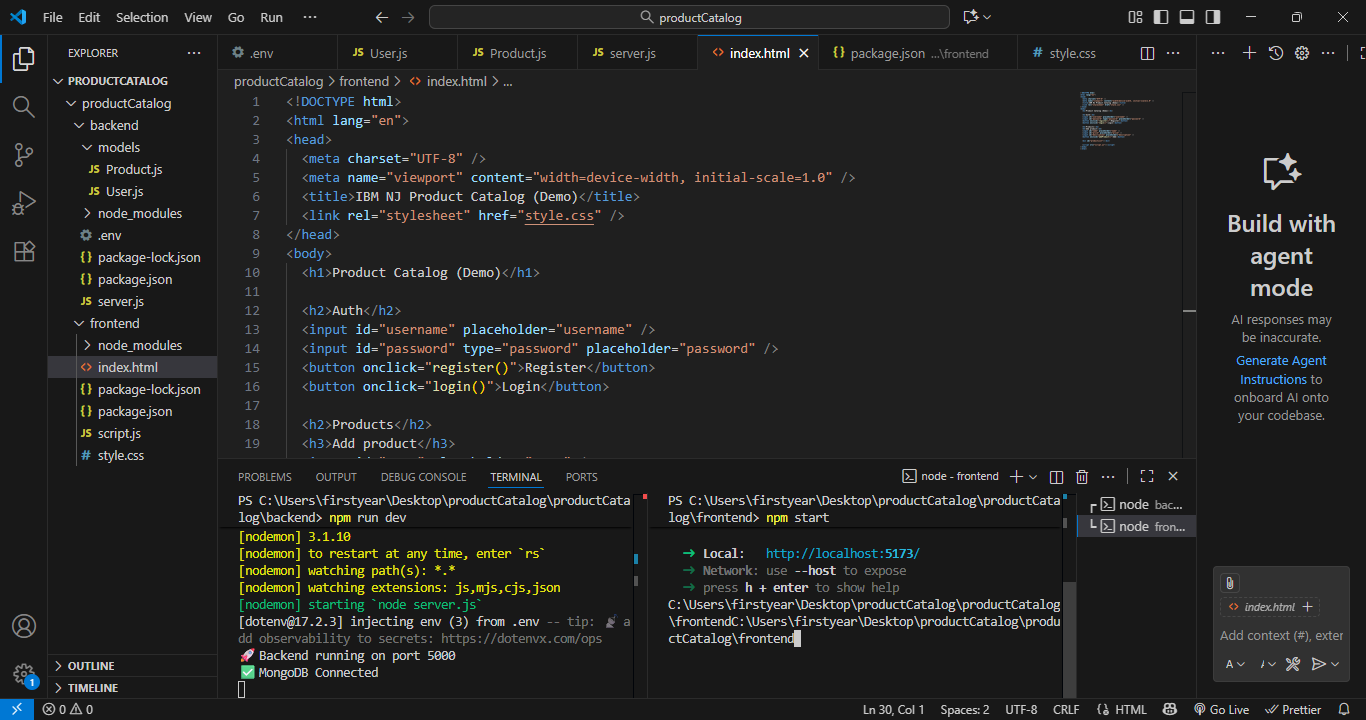 File Edit Selection View Go Run ···
productCatalog
EXPLORER
PRODUCTCATALOG
productCatalog
backend
models
JS Product.js
JS User.js
node_modules
.env
{} package-lock.json
{} package.json
JS server.js
frontend
node_modules
<> index.html
{} package-lock.json
{} package.json
JS script.js
# style.css
OUTLINE
TIMELINE
.env
JS User.js
JS Product.js
JS server.js
<> index.html
{} package.json ...\frontend
# style.css
productCatalog > frontend > <> index.html > ...
1 <!DOCTYPE html>
2 <html lang="en">
3 <head>
4 <meta charset="UTF-8" />
5 <meta name="viewport" content="width=device-width, initial-scale=1.0" />
6 <title>IBM NJ Product Catalog (Demo)</title>
7 <link rel="stylesheet" href="style.css" />
8 </head>
9 <body>
10 <h1>Product Catalog (Demo)</h1>
11
12 <h2>Auth</h2>
13 <input id="username" placeholder="username" />
14 <input id="password" type="password" placeholder="password" />
15 <button onclick="register()">Register</button>
16 <button onclick="login()">Login</button>
17
18 <h2>Products</h2>
19 <h3>Add product</h3>
PROBLEMS OUTPUT DEBUG CONSOLE TERMINAL PORTS
node - frontend
PS C:\Users\firstyear\Desktop\productCatalog\productCata
log\backend> npm run dev
[nodemon] 3.1.10
[nodemon] to restart at any time, enter `rs`
[nodemon] watching path(s): *.*
[nodemon] watching extensions: js,mjs,cjs,json
[nodemon] starting `node server.js`
[dotenv@17.2.3] injecting env (3) from .env -- tip: 📡 a
dd observability to secrets: https://dotenvx.com/ops
🚀 Backend running on port 5000
✅ MongoDB Connected
PS C:\Users\firstyear\Desktop\productCatalog\productCata
log\frontend> npm start
➜ Local: http://localhost:5173/
➜ Network: use --host to expose
➜ press h + enter to show help
C:\Users\firstyear\Desktop\productCatalog\productCatalog
\frontendC:\Users\firstyear\Desktop\productCatalog\produ
ctCatalog\frontend
node bac...
node fron...
Build with
agent
mode
AI responses may
be inaccurate.
Generate Agent
Instructions to
onboard AI onto
your codebase.
<> index.html +
Add context (#), exter
A
1
0 0
Ln 30, Col 1 Spaces: 2 UTF-8 CRLF {} HTML Go Live Prettier